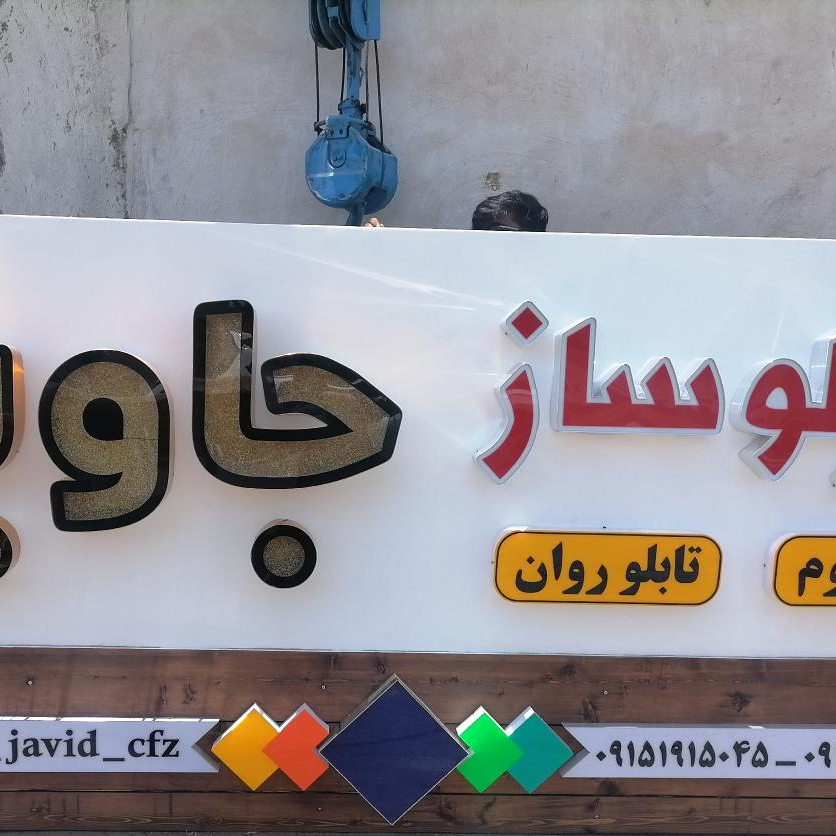 لوساز جاوی
تابلو روان
وم
۰۹۱۵۱۹۱۵۰۴۵ _ ۰۹
javid_cfz